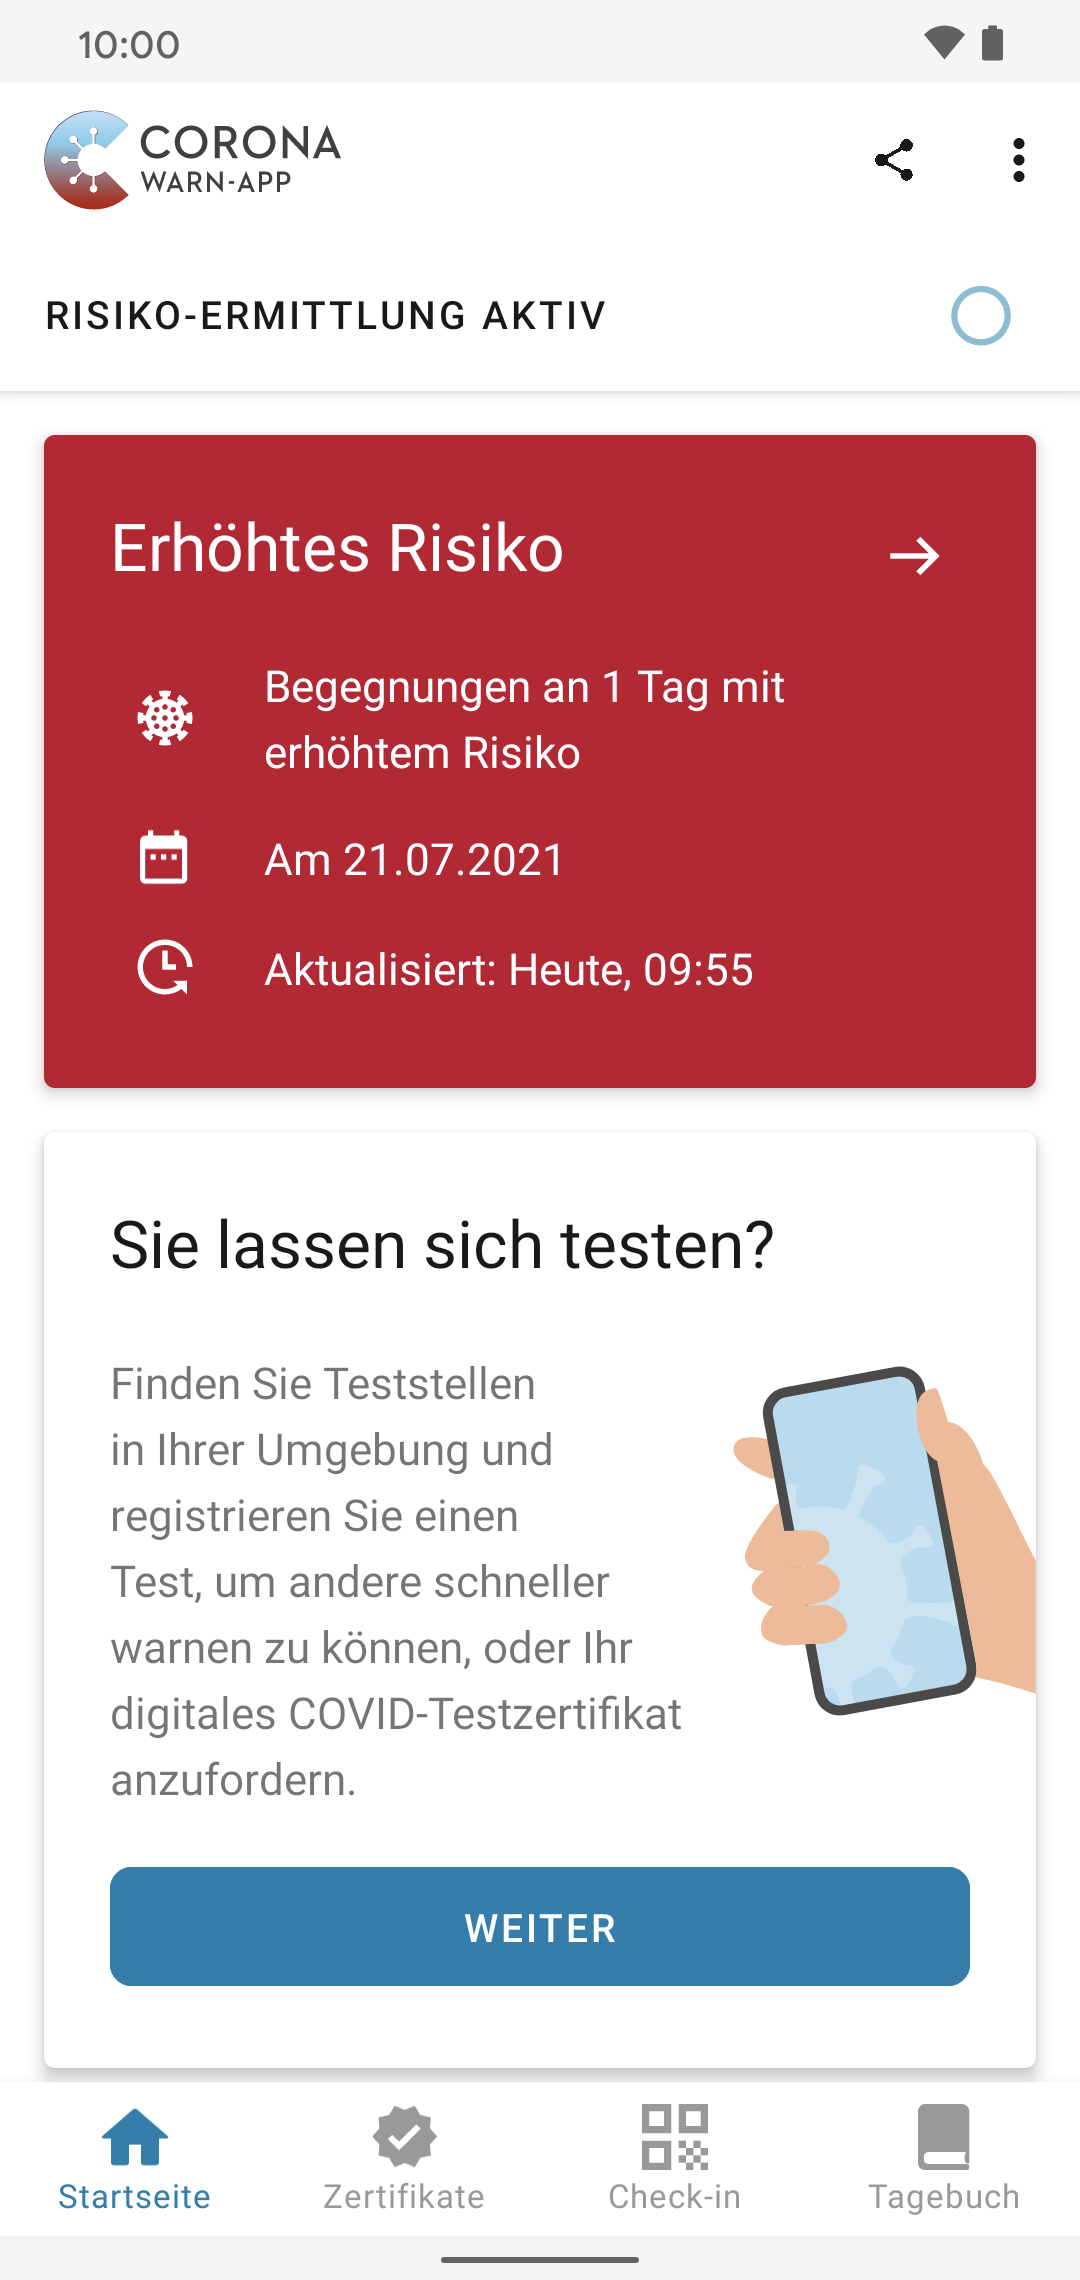 10:00
CORONA
WARN-APP
RISIKO-ERMITTLUNG AKTIV
Erhöhtes Risiko
Begegnungen an 1 Tag mit
erhöhtem Risiko
Am 21.07.2021
Aktualisiert: Heute, 09:55
Sie lassen sich testen?
Finden Sie Teststellen
in Ihrer Umgebung und
registrieren Sie einen
Test, um andere schneller
warnen zu können, oder Ihr
digitales COVID-Testzertifikat
anzufordern.
WEITER
Startseite
Zertifikate
Check-in
Tagebuch